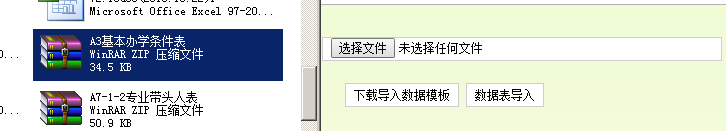 Microsoft Office Excel 97-20...
A3基本办学条件表
WinRAR ZIP 压缩文件
0...
34.5 KB
A7-1-2专业带头人表
WinRAR ZIP 压缩文件
0...
50.9 KB
选择文件 未选择任何文件
下载导入数据模板 数据表导入